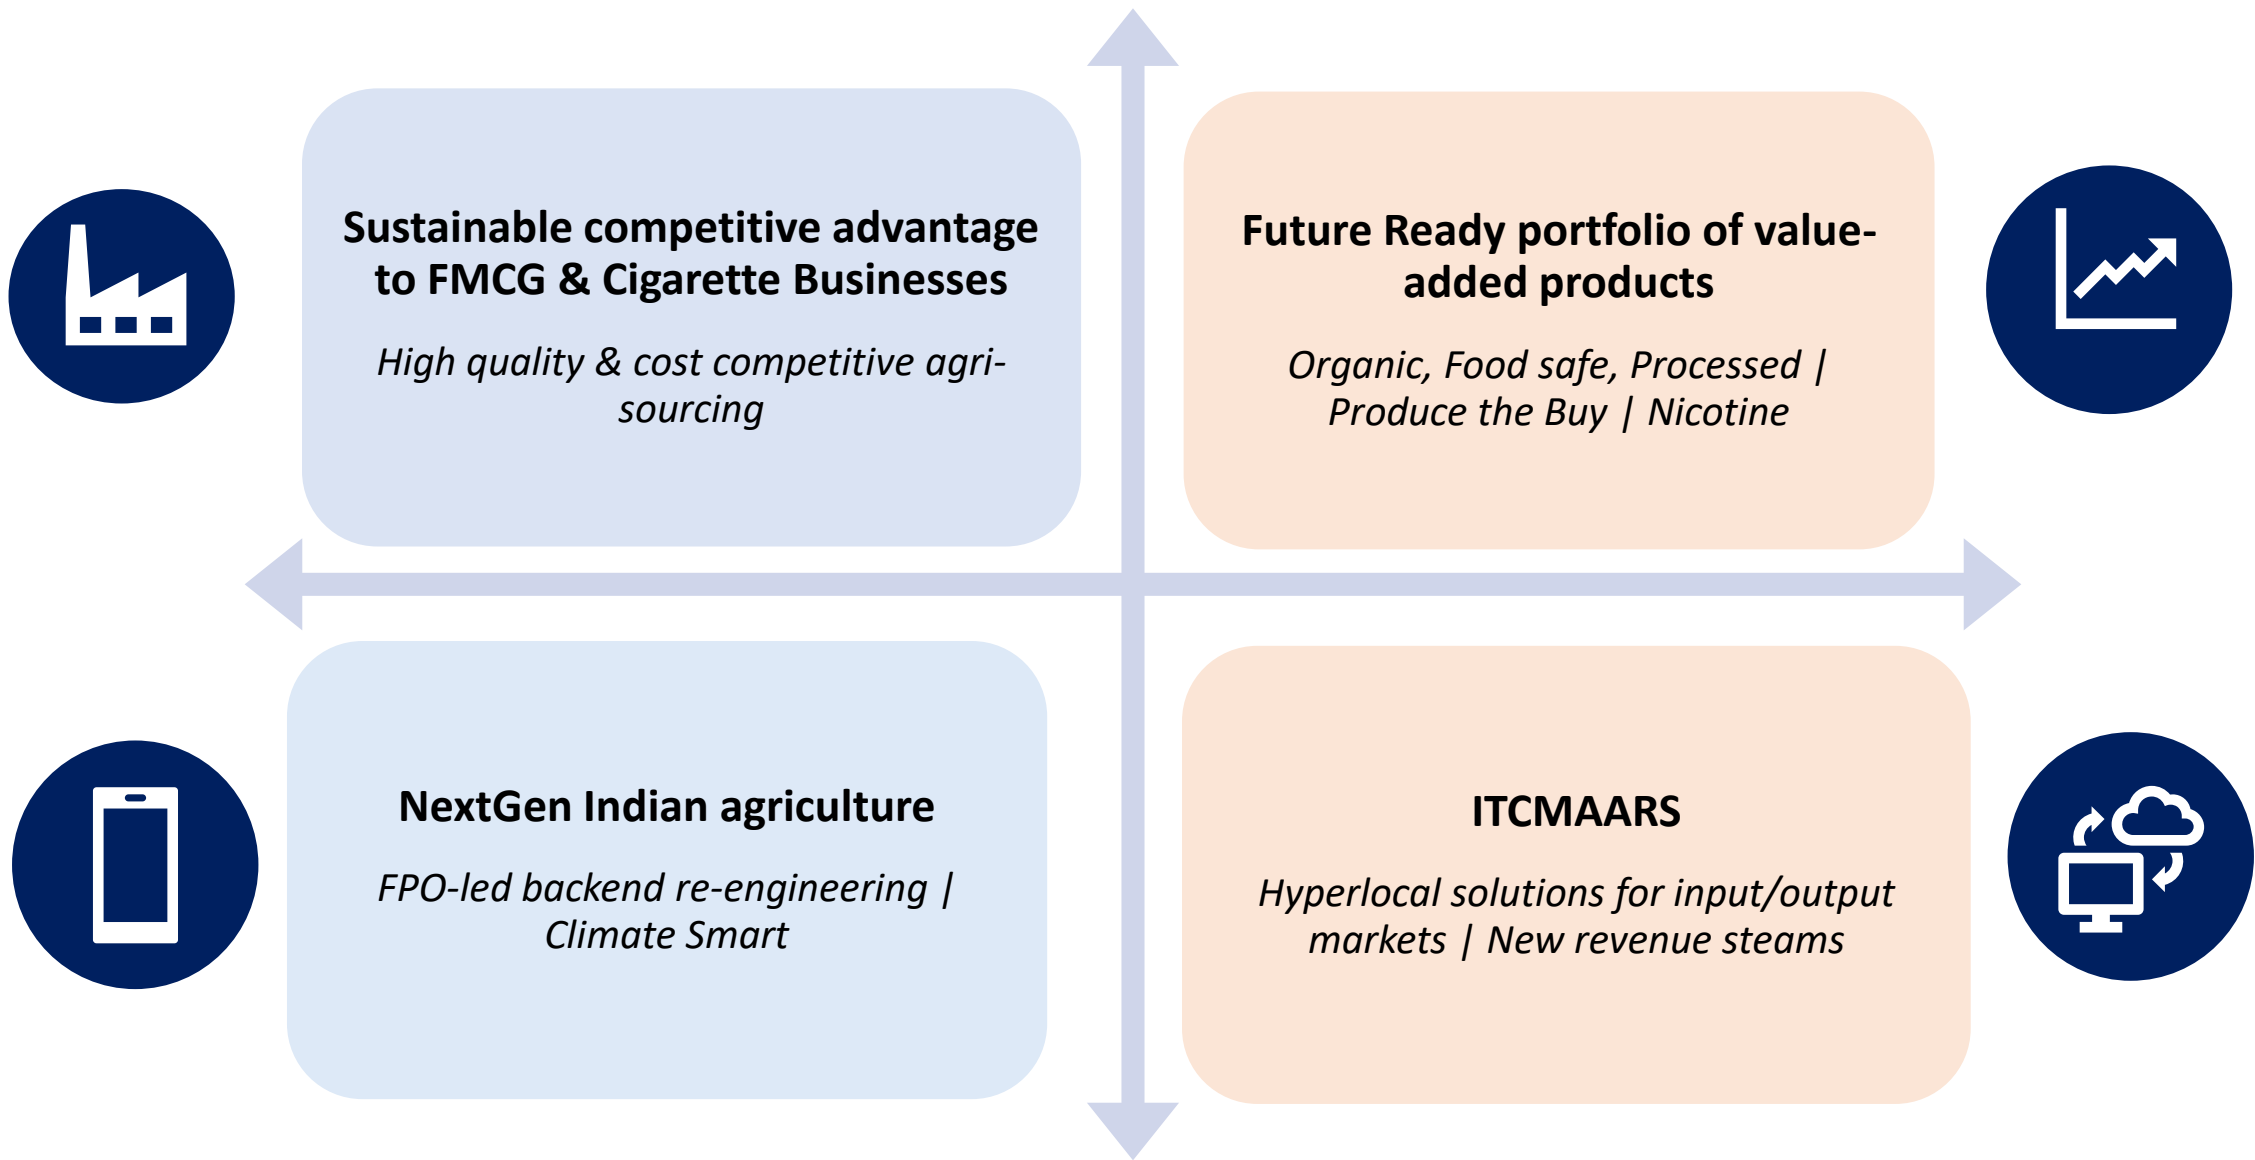 Sustainable competitive advantage
to FMCG & Cigarette Businesses
High quality & cost competitive agri-
sourcing
Future Ready portfolio of value-
added products
Organic, Food safe, Processed |
Produce the Buy | Nicotine
NextGen Indian agriculture
FPO-led backend re-engineering |
Climate Smart
ITCMAARS
Hyperlocal solutions for input/output
markets | New revenue steams